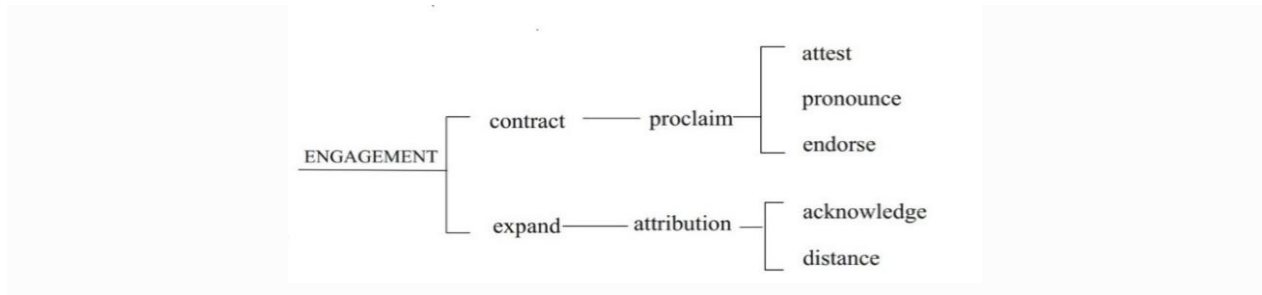 attest
pronounce
contract
proclaim
endorse
ENGAGEMENT
acknowledge
expand
attribution
distance